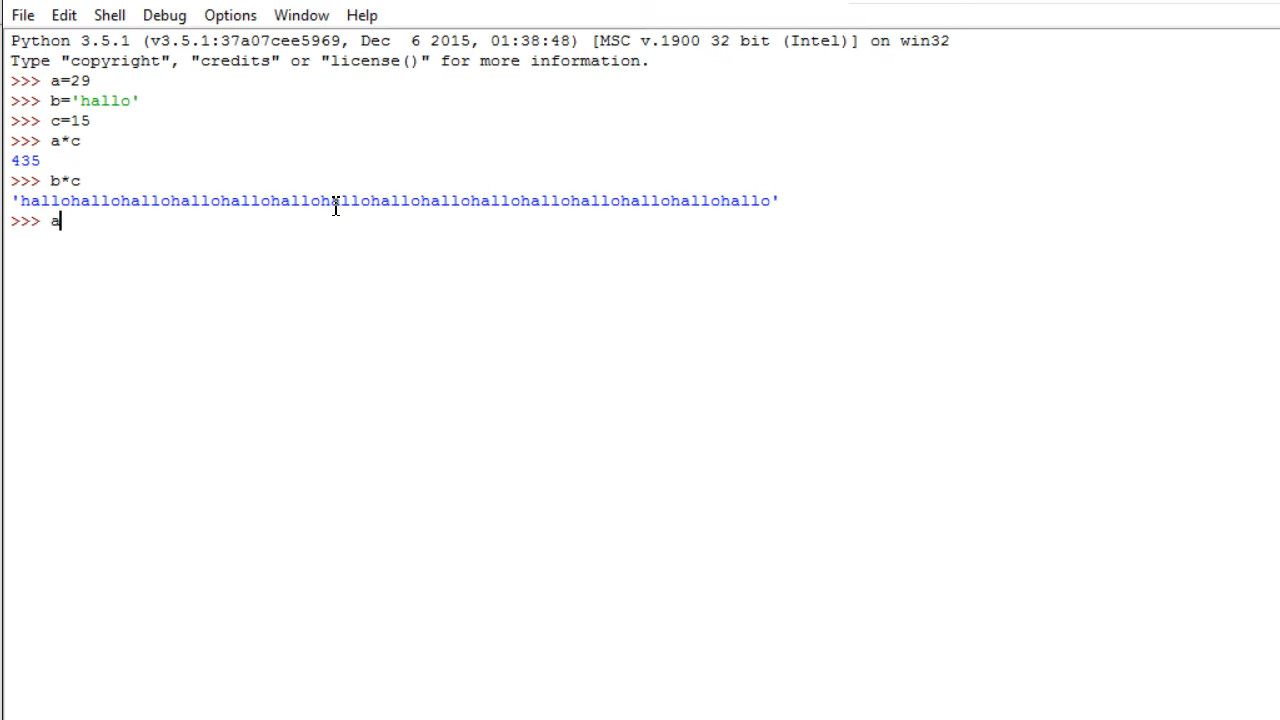 File Edit Shell Debug Options Window Help
Python 3.5.1 (v3.5.1:37a07cee5969, Dec  6 2015, 01:38:48) [MSC v.1900 32 bit (Intel)] on win32
Type "copyright", "credits" or "license()" for more information.
>>> a=29
>>> b='hallo'
>>> c=15
>>> a*c
435
>>> b*c
'hallohallohallohallohallohallohallohallohallohallohallohallohallohallohallo'
>>> a